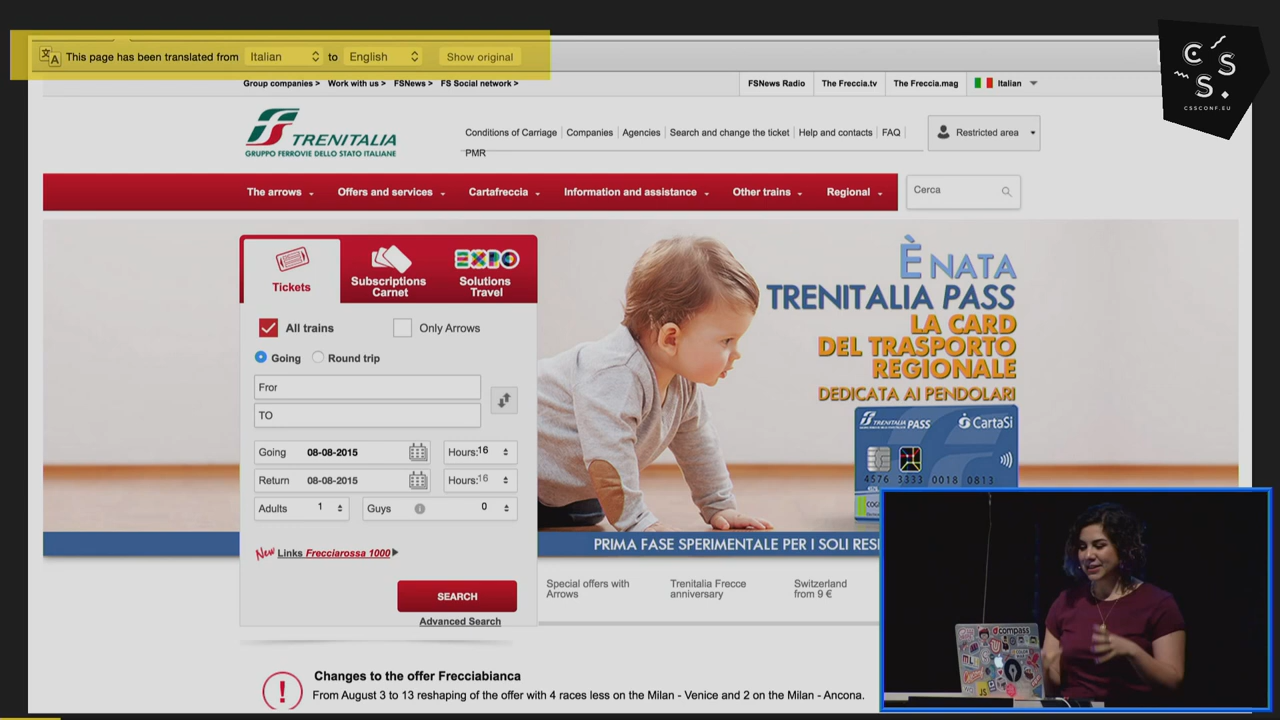 This page has been translated from Italian to English Show original
CSS.
CSSCONF.EU
Group companies > Work with us > FSNews > FS Social network >
FSNews Radio The Freccia.tv The Freccia.mag Italian
TRENITALIA
GRUPPO FERROVIE DELLO STATO ITALIANE
Conditions of Carriage Companies Agencies Search and change the ticket Help and contacts FAQ
PMR
Restricted area
The arrows Offers and services Cartafreccia Information and assistance Other trains Regional
Cerca
Tickets
Subscriptions
Carnet
EXPO
Solutions
Travel
All trains Only Arrows
Going Round trip
Fror
TO
Going 08-08-2015 Hours: 16
Return 08-08-2015 Hours: 16
Adults 1 Guys 0
New Links Frecciarossa 1000
SEARCH
Advanced Search
È NATA
TRENITALIA PASS
LA CARD
DEL TRASPORTO
REGIONALE
DEDICATA AI PENDOLARI
TRENITALIA PASS CartaSi
4576 3333 0018 0813
PRIMA FASE SPERIMENTALE PER I SOLI RESI
Special offers with
Arrows
Trenitalia Frecce
anniversary
Switzerland
from 9 €
Changes to the offer Frecciabianca
From August 3 to 13 reshaping of the offer with 4 races less on the Milan - Venice and 2 on the Milan - Ancona.
compass
JS